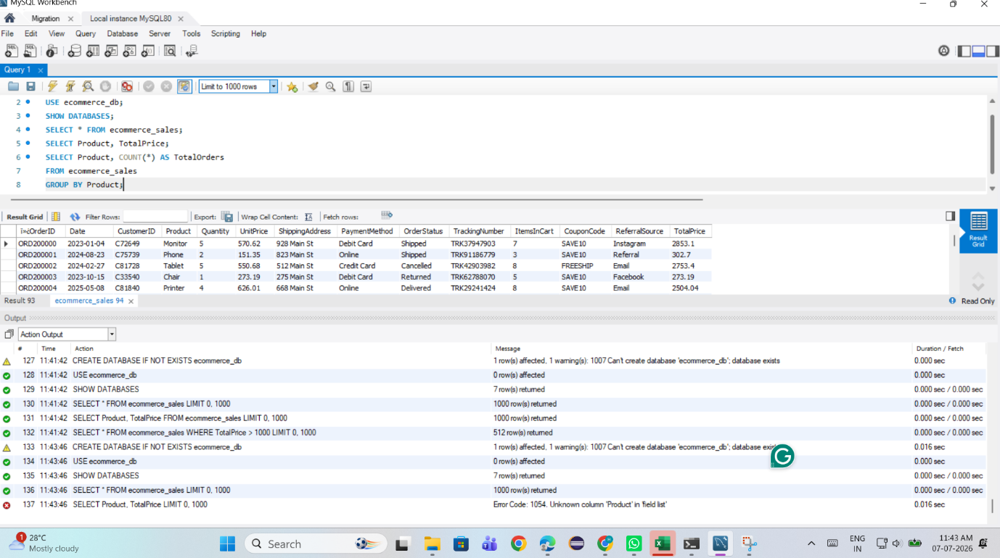 MySQL Workbench
Migration × Local instance MySQL80 ×
File Edit View Query Database Server Tools Scripting Help
Query 1 ×
Limit to 1000 rows
2 USE ecommerce_db;
3 SHOW DATABASES;
4 SELECT * FROM ecommerce_sales;
5 SELECT Product, TotalPrice;
6 SELECT Product, COUNT(*) AS TotalOrders
7 FROM ecommerce_sales
8 GROUP BY Product;
Result Grid Filter Rows: Export: Wrap Cell Content: IA Fetch rows:
OrderID Date CustomerID Product Quantity UnitPrice ShippingAddress PaymentMethod OrderStatus TrackingNumber ItemsInCart CouponCode ReferralSource TotalPrice
ORD200000 2023-01-04 C72649 Monitor 5 570.62 928 Main St Debit Card Shipped TRK37947903 7 SAVE10 Instagram 2853.1
ORD200001 2024-08-23 C75739 Phone 2 151.35 823 Main St Online Shipped TRK91186779 3 SAVE10 Referral 302.7
ORD200002 2024-02-27 C81728 Tablet 5 550.68 512 Main St Credit Card Cancelled TRK42903982 8 FREESHIP Email 2753.4
ORD200003 2023-10-15 C33540 Chair 1 273.19 275 Main St Debit Card Returned TRK62788070 5 SAVE10 Facebook 273.19
ORD200004 2025-05-08 C81840 Printer 4 626.01 668 Main St Online Delivered TRK29241424 8 SAVE10 Email 2504.04
Result Grid
Result 93 ecommerce_sales 94 × Read Only
Output
Action Output
# Time Action Message Duration / Fetch
127 11:41:42 CREATE DATABASE IF NOT EXISTS ecommerce_db 1 row(s) affected, 1 warning(s): 1007 Can't create database 'ecommerce_db'; database exists 0.000 sec
128 11:41:42 USE ecommerce_db 0 row(s) affected 0.000 sec
129 11:41:42 SHOW DATABASES 7 row(s) returned 0.000 sec / 0.000 sec
130 11:41:42 SELECT * FROM ecommerce_sales LIMIT 0, 1000 1000 row(s) returned 0.000 sec / 0.000 sec
131 11:41:42 SELECT Product, TotalPrice FROM ecommerce_sales LIMIT 0, 1000 1000 row(s) returned 0.000 sec / 0.000 sec
132 11:41:42 SELECT * FROM ecommerce_sales WHERE TotalPrice > 1000 LIMIT 0, 1000 512 row(s) returned 0.000 sec / 0.000 sec
133 11:43:46 CREATE DATABASE IF NOT EXISTS ecommerce_db 1 row(s) affected, 1 warning(s): 1007 Can't create database 'ecommerce_db'; database 0.016 sec
134 11:43:46 USE ecommerce_db 0 row(s) affected 0.000 sec
135 11:43:46 SHOW DATABASES 7 row(s) returned 0.000 sec / 0.000 sec
136 11:43:46 SELECT * FROM ecommerce_sales LIMIT 0, 1000 1000 row(s) returned 0.000 sec / 0.000 sec
137 11:43:46 SELECT Product, TotalPrice LIMIT 0, 1000 Error Code: 1054. Unknown column 'Product' in 'field list' 0.016 sec
1 28°C
Mostly cloudy
Search
ENG
IN
11:43 AM
07-07-2026